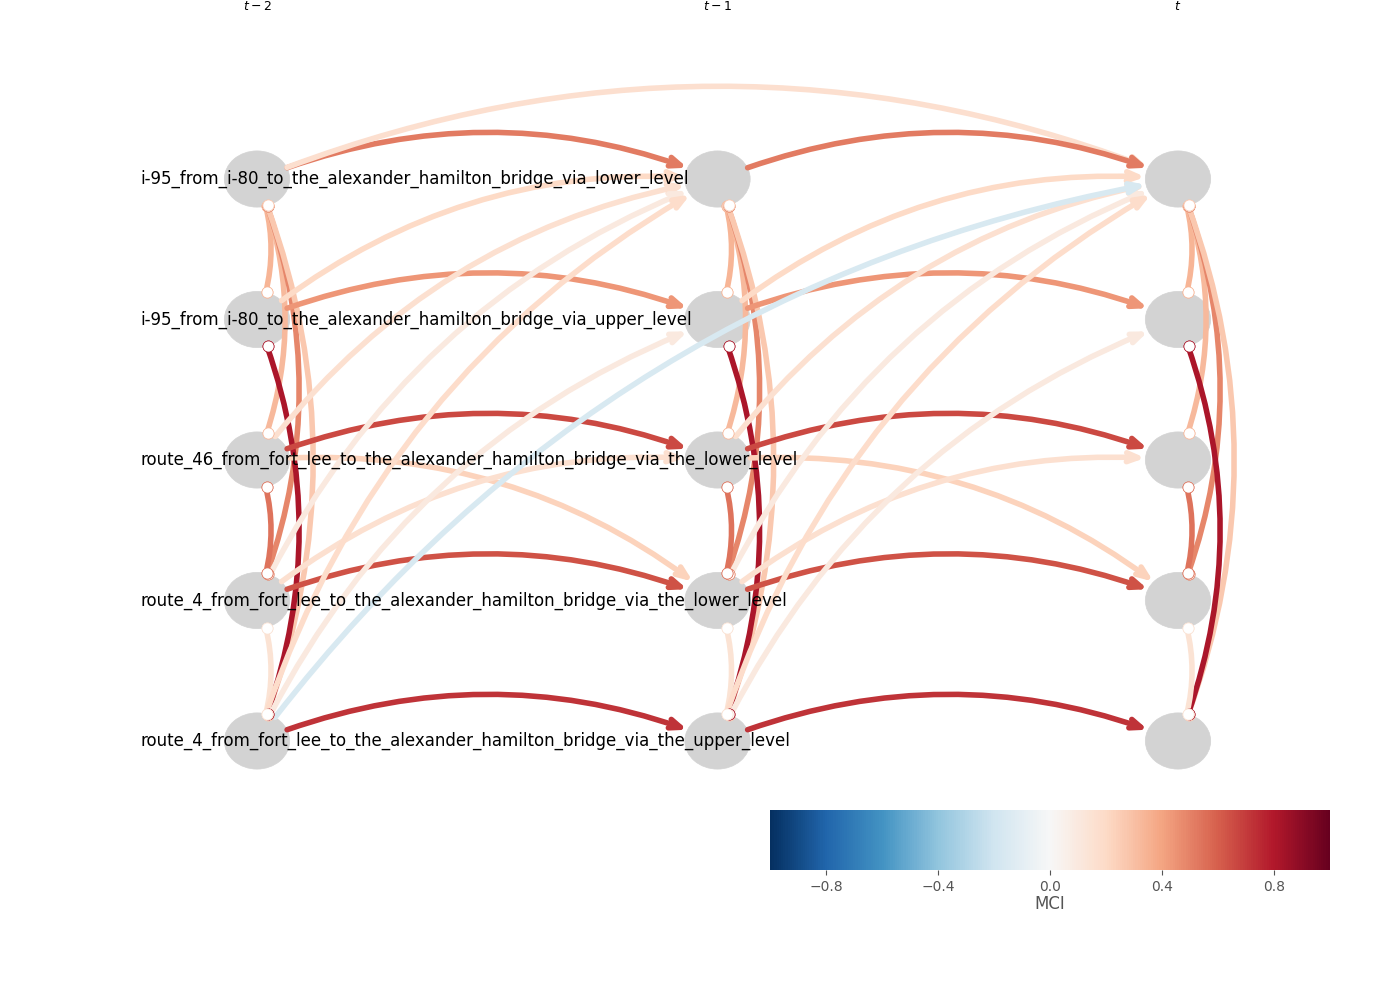 t − 2
t − 1
t
i-95_from_i-80_to_the_alexander_hamilton_bridge_via_lower_level
i-95_from_i-80_to_the_alexander_hamilton_bridge_via_upper_level
route_46_from_fort_lee_to_the_alexander_hamilton_bridge_via_the_lower_level
route_4_from_fort_lee_to_the_alexander_hamilton_bridge_via_the_lower_level
route_4_from_fort_lee_to_the_alexander_hamilton_bridge_via_the_upper_level
−0.8 −0.4 0.0 0.4 0.8
MCI